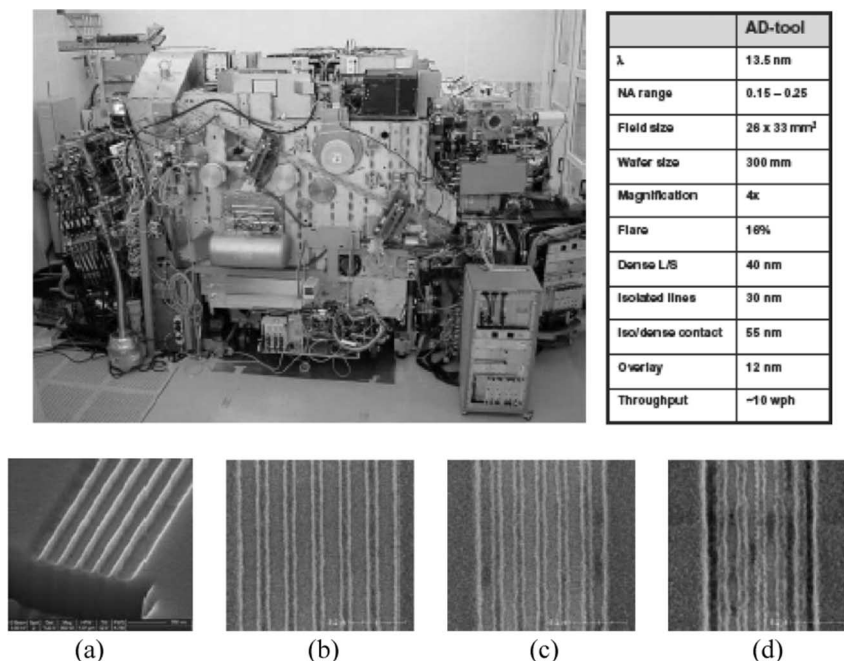 AD-tool
λ 13.5 nm
NA range 0.15 – 0.25
Field size 26 x 33 mm²
Wafer size 300 mm
Magnification 4x
Flare 16%
Dense L/S 40 nm
Isolated lines 30 nm
Iso/dense contact 55 nm
Overlay 12 nm
Throughput ~10 wph
(a) (b) (c) (d)